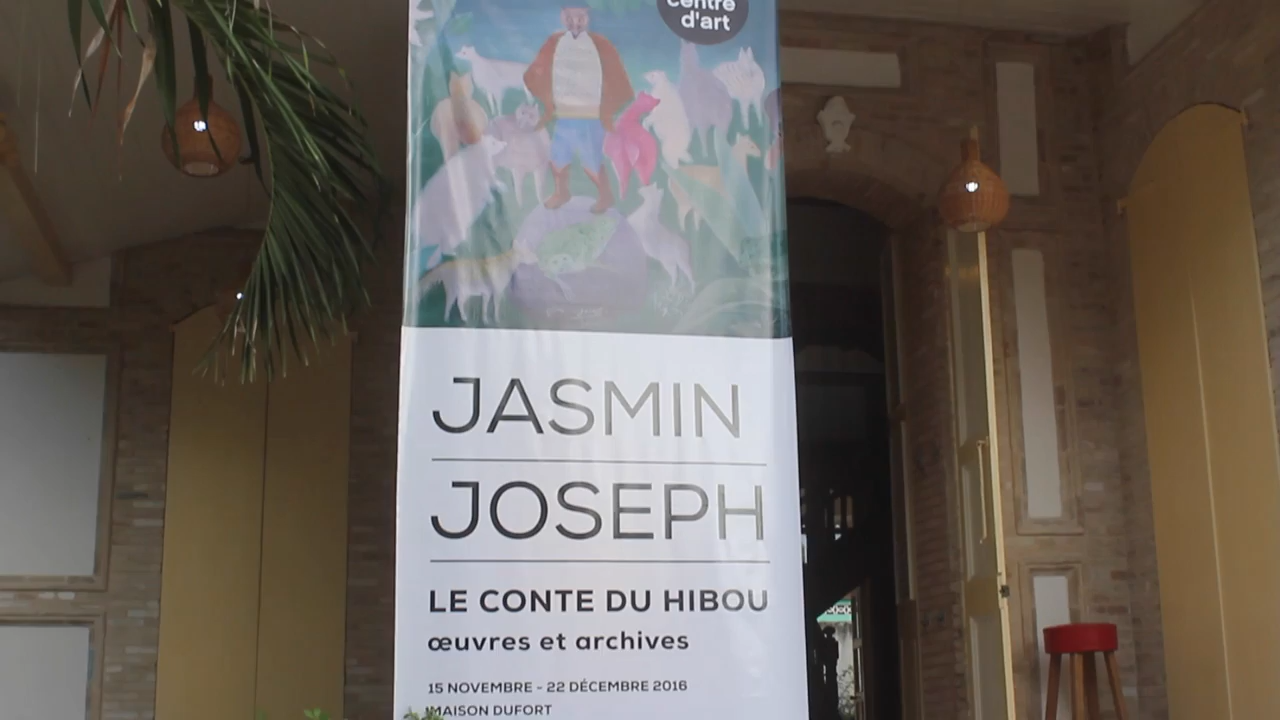 centre
d'art
JASMIN
JOSEPH
LE CONTE DU HIBOU
œuvres et archives
15 NOVEMBRE - 22 DÉCEMBRE 2016
MAISON DUFORT